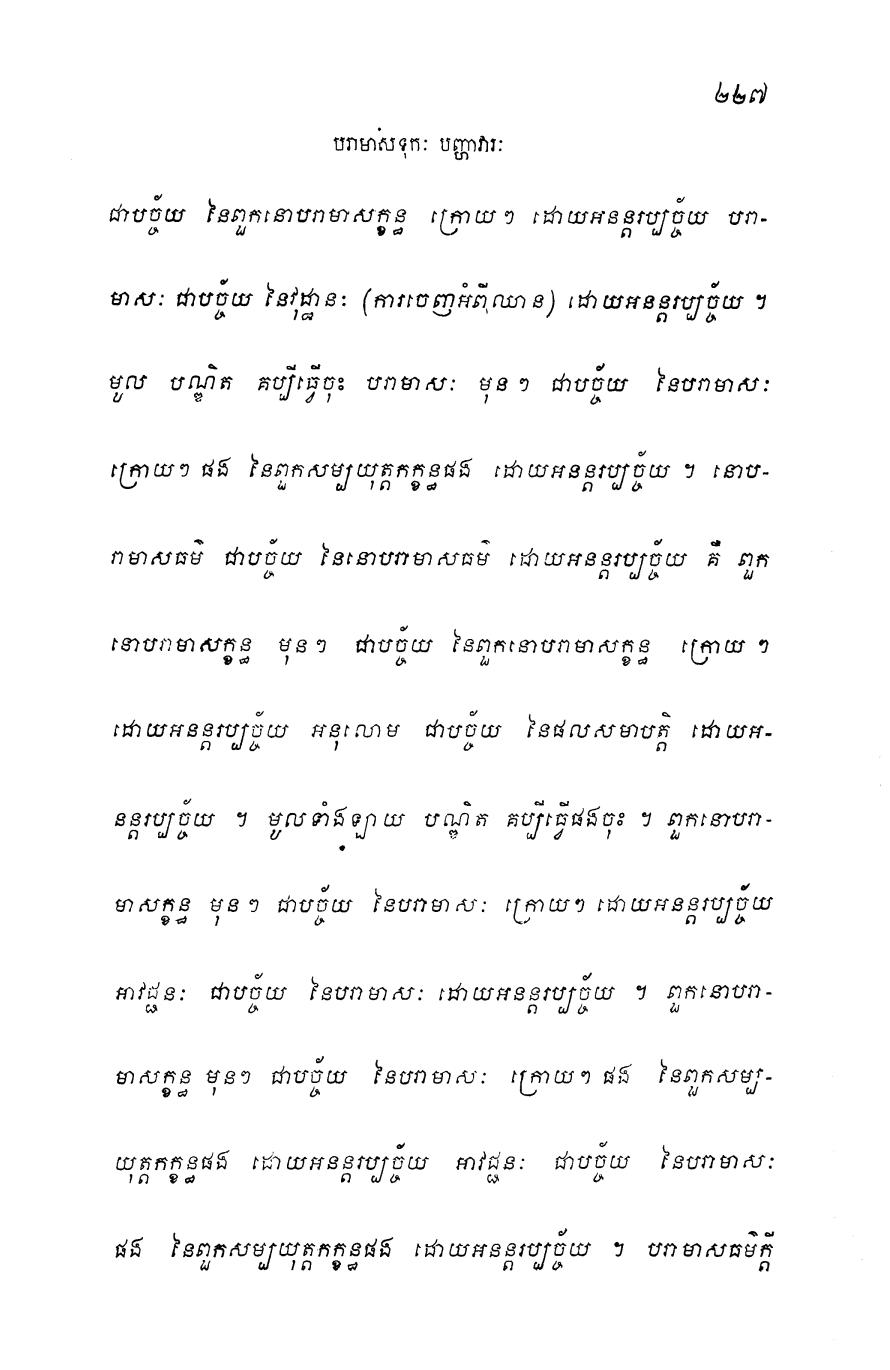 ២២៧
បរាមាសទុកៈ បញ្ហាវារៈ
ជាបច្ច័យ នៃពួកនោបរាមាសក្ខន្ធ ក្រោយៗ ដោយអនន្តរប្បច្ច័យ បរា-
មាសៈ ជាបច្ច័យ នៃវុដ្ឋានៈ (ការចេញអំពីឈាន) ដោយអនន្តរប្បច្ច័យ ។
មូល បណ្ឌិត គប្បីធ្វើចុះ បរាមាសៈ មុនៗ ជាបច្ច័យ នៃបរាមាសៈ
ក្រោយៗ ផង នៃពួកសម្បយុត្តកក្ខន្ធផង ដោយអនន្តរប្បច្ច័យ ។ នោប-
រាមាសធម៌ ជាបច្ច័យ នៃនោបរាមាសធម៌ ដោយអនន្តរប្បច្ច័យ គឺ ពួក
នោបរាមាសក្ខន្ធ មុនៗ ជាបច្ច័យ នៃពួកនោបរាមាសក្ខន្ធ ក្រោយ ៗ
ដោយអនន្តរប្បច្ច័យ អនុលោម ជាបច្ច័យ នៃផលសមាបត្តិ ដោយអ-
នន្តរប្បច្ច័យ ។ មូលទាំងឡាយ បណ្ឌិត គប្បីធ្វើផងចុះ ។ ពួកនោបរា-
មាសក្ខន្ធ មុនៗ ជាបច្ច័យ នៃបរាមាសៈ ក្រោយៗ ដោយអនន្តរប្បច្ច័យ
អាវជ្ជនៈ ជាបច្ច័យ នៃបរាមាសៈ ដោយអនន្តរប្បច្ច័យ ។ ពួកនោបរា-
មាសក្ខន្ធ មុនៗ ជាបច្ច័យ នៃបរាមាសៈ ក្រោយៗ ផង នៃពួកសម្ប-
យុត្តកក្ខន្ធផង ដោយអនន្តរប្បច្ច័យ អាវជ្ជនៈ ជាបច្ច័យ នៃបរាមាសៈ
ផង នៃពួកសម្បយុត្តកក្ខន្ធផង ដោយអនន្តរប្បច្ច័យ ។ បរាមាសធម៌ក្តី